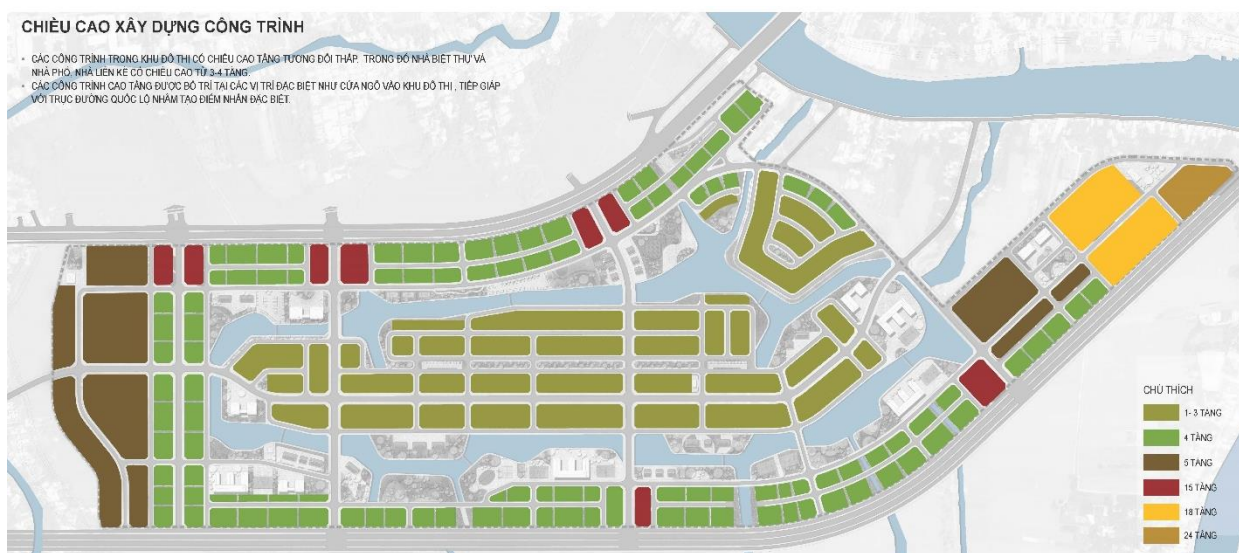 CHIỀU CAO XÂY DỰNG CÔNG TRÌNH
• CÁC CÔNG TRÌNH TRONG KHU ĐÔ THỊ CÓ CHIỀU CAO TẦNG TƯƠNG ĐỐI THẤP. TRONG ĐÓ NHÀ BIỆT THỰ VÀ
NHÀ PHỐ, NHÀ LIÊN KẾ CÓ CHIỀU CAO TỪ 3-4 TẦNG.
• CÁC CÔNG TRÌNH CAO TẦNG ĐƯỢC BỐ TRÍ TẠI CÁC VỊ TRÍ ĐẶC BIỆT NHƯ CỬA NGÕ VÀO KHU ĐÔ THỊ , TIẾP GIÁP
VỚI TRỤC ĐƯỜNG QUỐC LỘ NHẰM TẠO ĐIỂM NHẤN ĐẶC BIỆT.
CHÚ THÍCH
1- 3 TẦNG
4 TẦNG
5 TẦNG
15 TẦNG
18 TẦNG
24 TẦNG